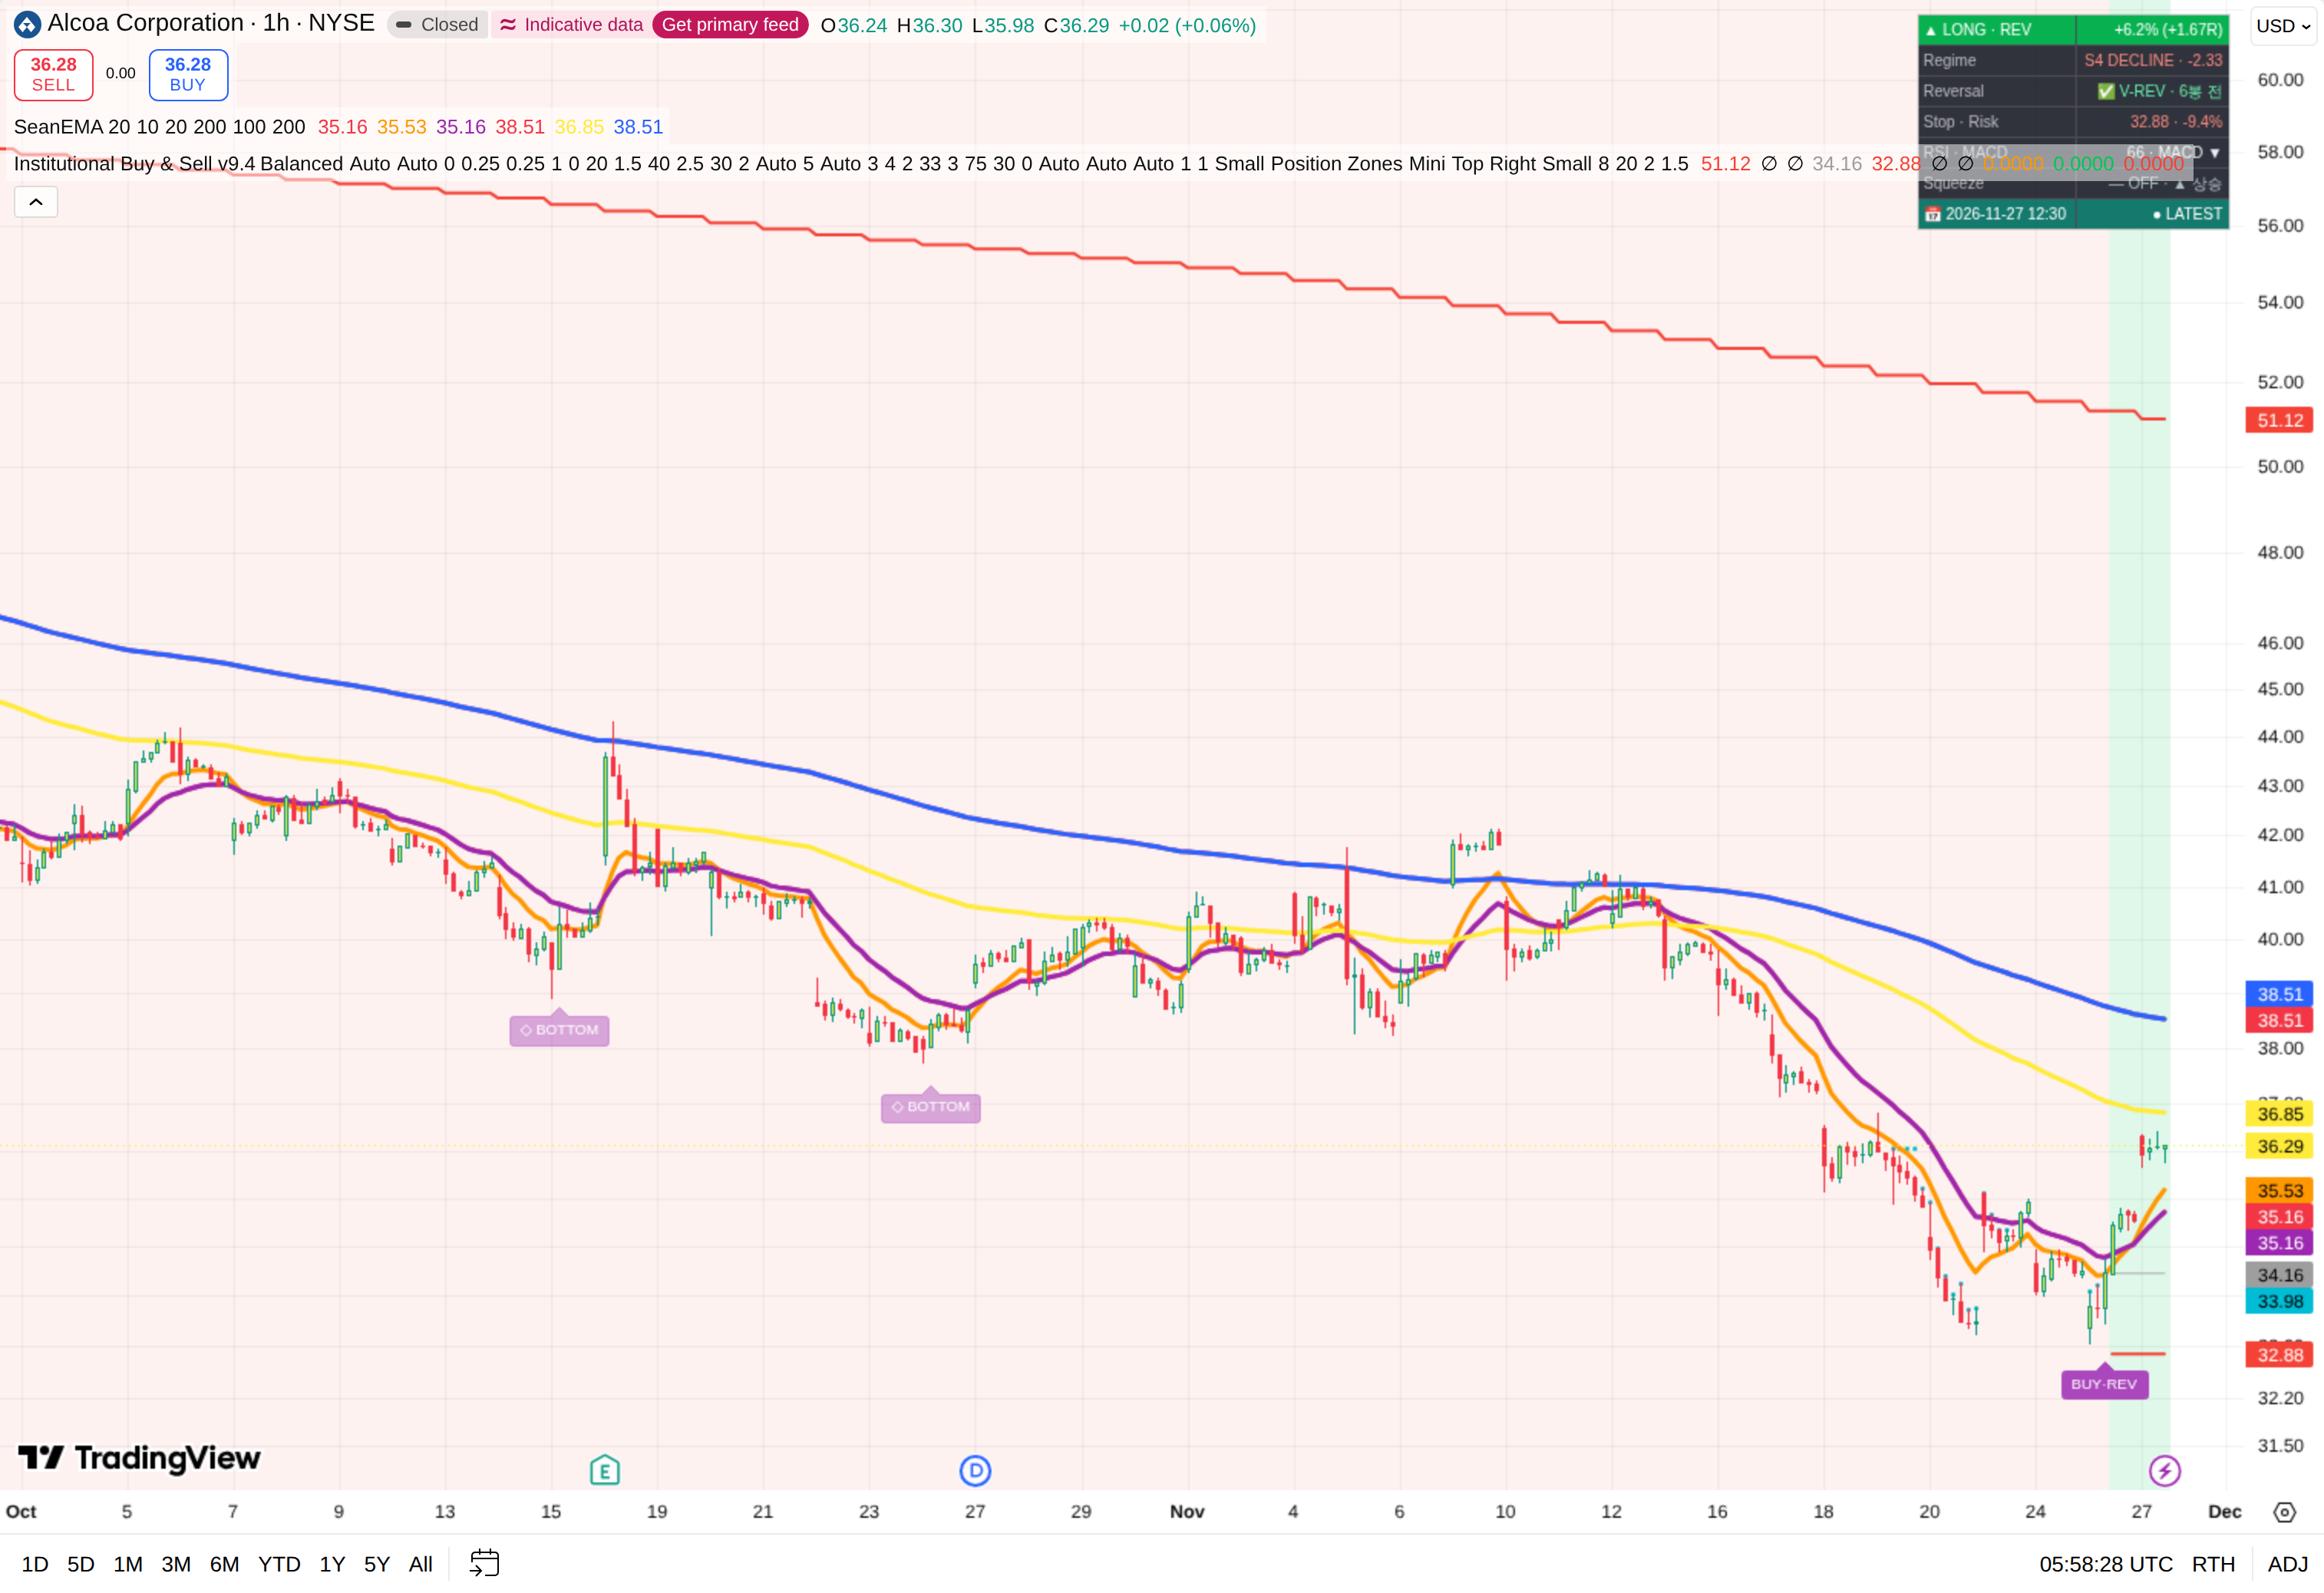 Alcoa Corporation · 1h · NYSE Closed Indicative data Get primary feed O36.24 H36.30 L35.98 C36.29 +0.02 (+0.06%)
36.28 SELL 0.00 36.28 BUY
SeanEMA 20 10 20 200 100 200 35.16 35.53 35.16 38.51 36.85 38.51
Institutional Buy & Sell v9.4 Balanced Auto Auto 0 0.25 0.25 1 0 20 1.5 40 2.5 30 2 Auto 5 Auto 3 4 2 33 3 75 30 0 Auto Auto Auto 1 1 Small Position Zones Mini Top Right Small 8 20 2 1.5 51.12 ∅ ∅ 34.16 32.88 ∅ ∅ 0.0000 0.0000 0.0000
▲ LONG · REV +6.2% (+1.67R)
Regime S4 DECLINE · -2.33
Reversal ✅ V-REV · 6봉 전
Stop · Risk 32.88 · -9.4%
RSI · MACD 66 · MACD ▼
Squeeze — OFF · ▲ 상승
📅 2026-11-27 12:30 ● LATEST
USD
60.00
58.00
56.00
54.00
52.00
51.12
50.00
48.00
46.00
45.00
44.00
43.00
42.00
41.00
40.00
38.51
38.51
38.00
36.85
36.29
35.53
35.16
35.16
34.16
33.98
32.88
32.20
31.50
◇ BOTTOM
◇ BOTTOM
BUY-REV
TradingView
E D
Oct 5 7 9 13 15 19 21 23 27 29 Nov 4 6 10 12 16 18 20 24 27 Dec
1D 5D 1M 3M 6M YTD 1Y 5Y All 05:58:28 UTC RTH ADJ